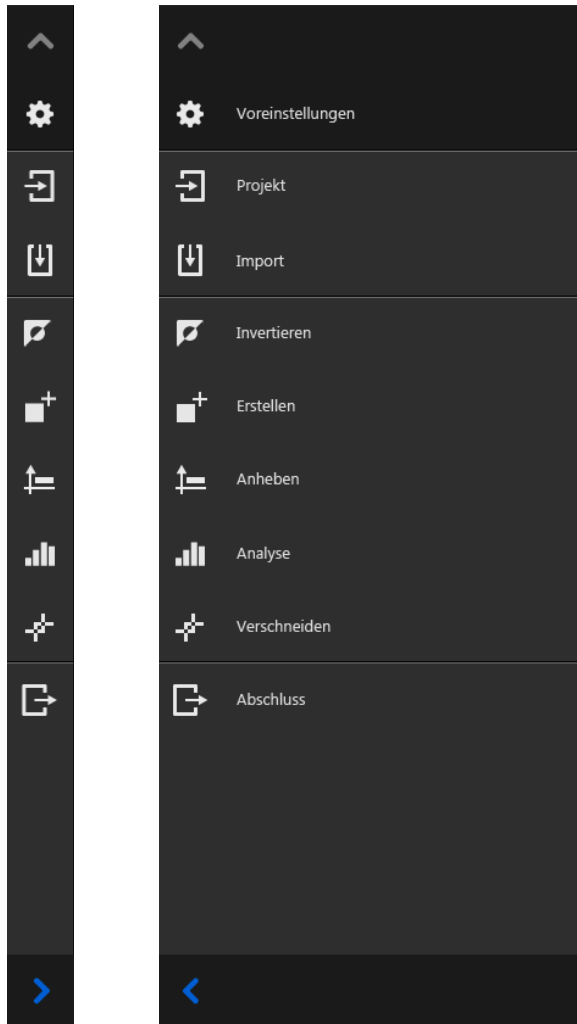 Voreinstellungen
Projekt
Import
Invertieren
Erstellen
Anheben
Analyse
Verschneiden
Abschluss